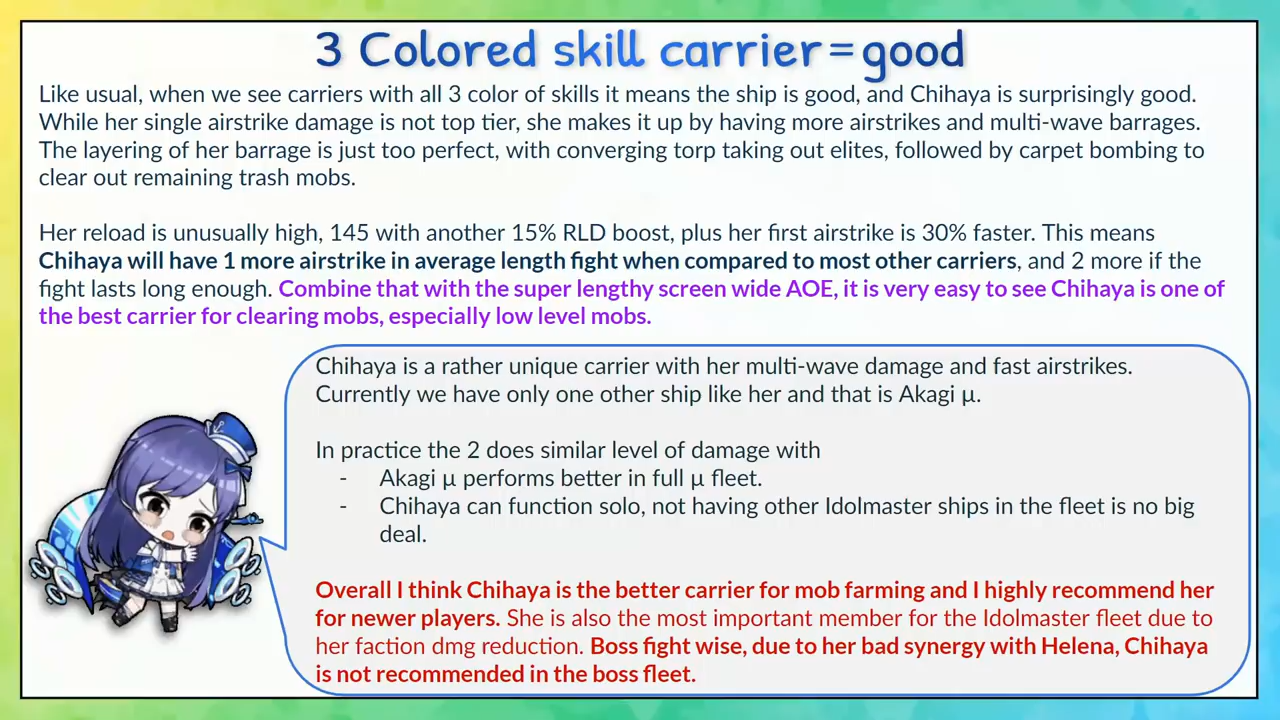 3 Colored skill carrier=good
Like usual, when we see carriers with all 3 color of skills it means the ship is good, and Chihaya is surprisingly good.
While her single airstrike damage is not top tier, she makes it up by having more airstrikes and multi-wave barrages.
The layering of her barrage is just too perfect, with converging torp taking out elites, followed by carpet bombing to
clear out remaining trash mobs.
Her reload is unusually high, 145 with another 15% RLD boost, plus her first airstrike is 30% faster. This means
Chihaya will have 1 more airstrike in average length fight when compared to most other carriers, and 2 more if the
fight lasts long enough. Combine that with the super lengthy screen wide AOE, it is very easy to see Chihaya is one of
the best carrier for clearing mobs, especially low level mobs.
Chihaya is a rather unique carrier with her multi-wave damage and fast airstrikes.
Currently we have only one other ship like her and that is Akagi μ.
In practice the 2 does similar level of damage with
- Akagi μ performs better in full μ fleet.
- Chihaya can function solo, not having other Idolmaster ships in the fleet is no big
deal.
Overall I think Chihaya is the better carrier for mob farming and I highly recommend her
for newer players. She is also the most important member for the Idolmaster fleet due to
her faction dmg reduction. Boss fight wise, due to her bad synergy with Helena, Chihaya
is not recommended in the boss fleet.